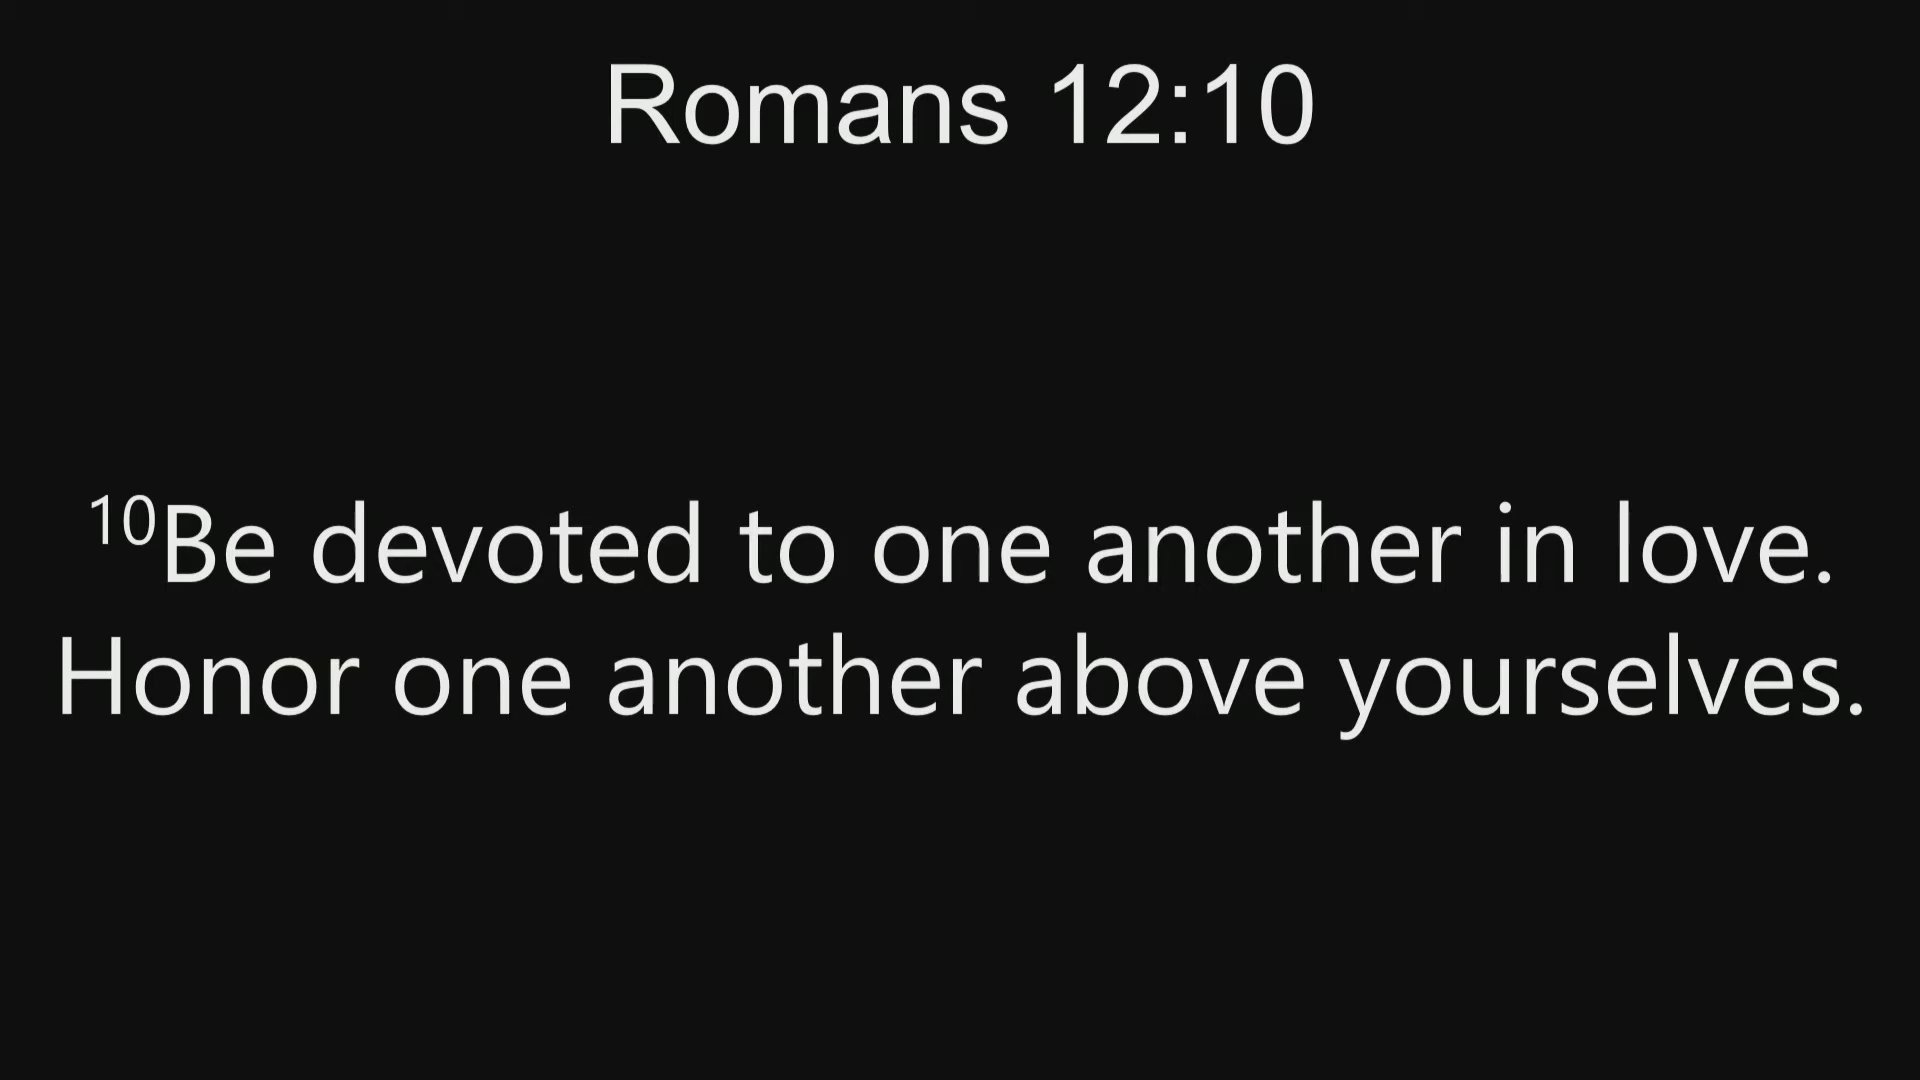 Romans 12:10
10Be devoted to one another in love.
Honor one another above yourselves.